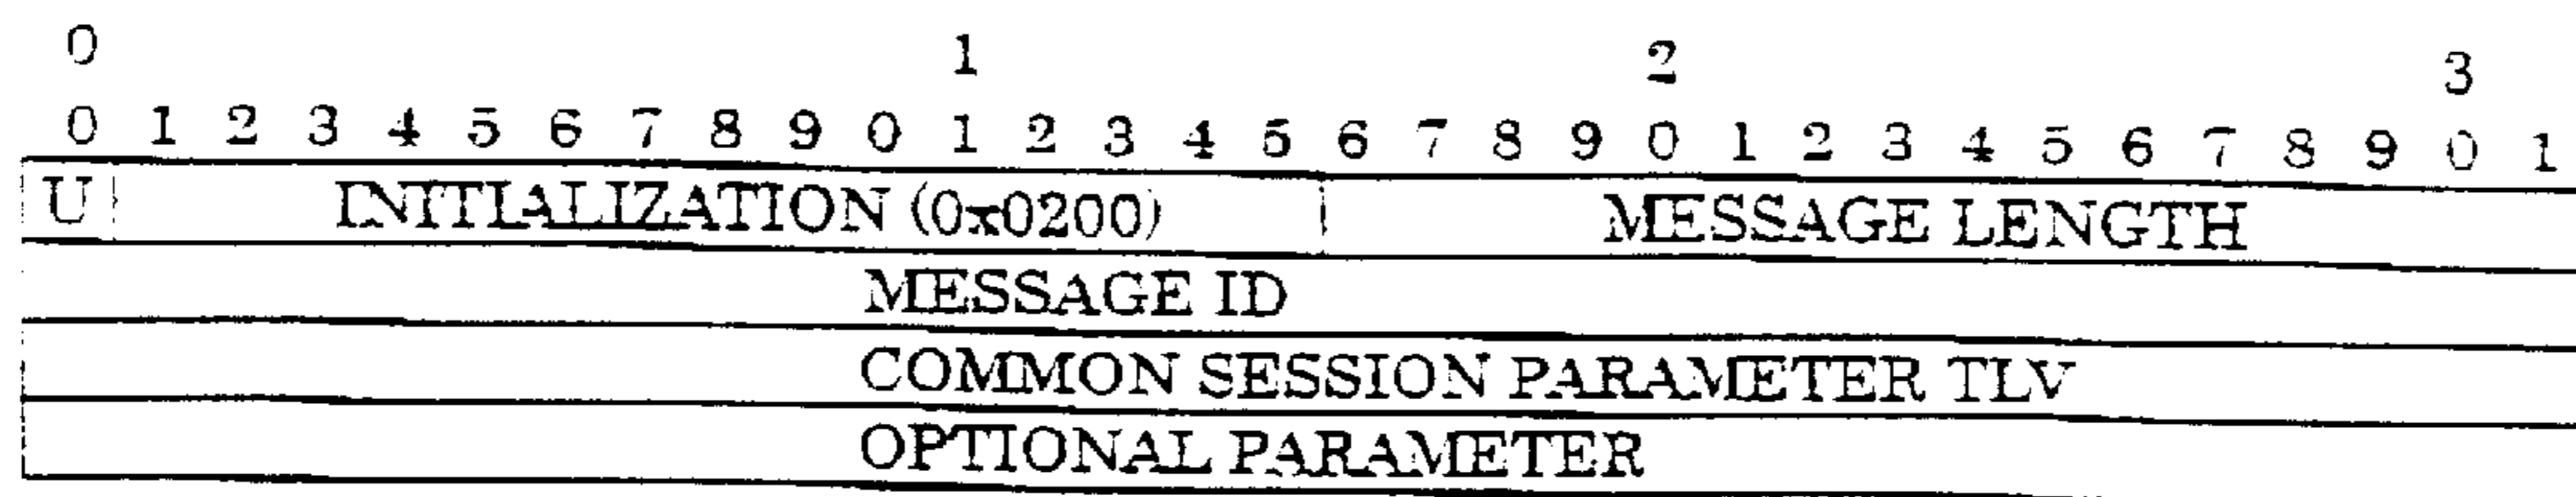 0 1 2 3
0 1 2 3 4 5 6 7 8 9 0 1 2 3 4 5 6 7 8 9 0 1 2 3 4 5 6 7 8 9 0 1
U INITIALIZATION (0x0200) MESSAGE LENGTH
MESSAGE ID
COMMON SESSION PARAMETER TLV
OPTIONAL PARAMETER